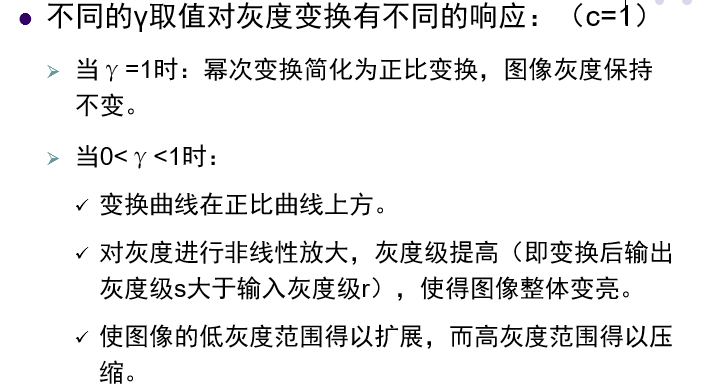 不同的γ取值对灰度变换有不同的响应：（c=1）
当γ=1时：幂次变换简化为正比变换，图像灰度保持
不变。
当0<γ<1时：
变换曲线在正比曲线上方。
对灰度进行非线性放大，灰度级提高（即变换后输出
灰度级s大于输入灰度级r），使得图像整体变亮。
使图像的低灰度范围得以扩展，而高灰度范围得以压
缩。